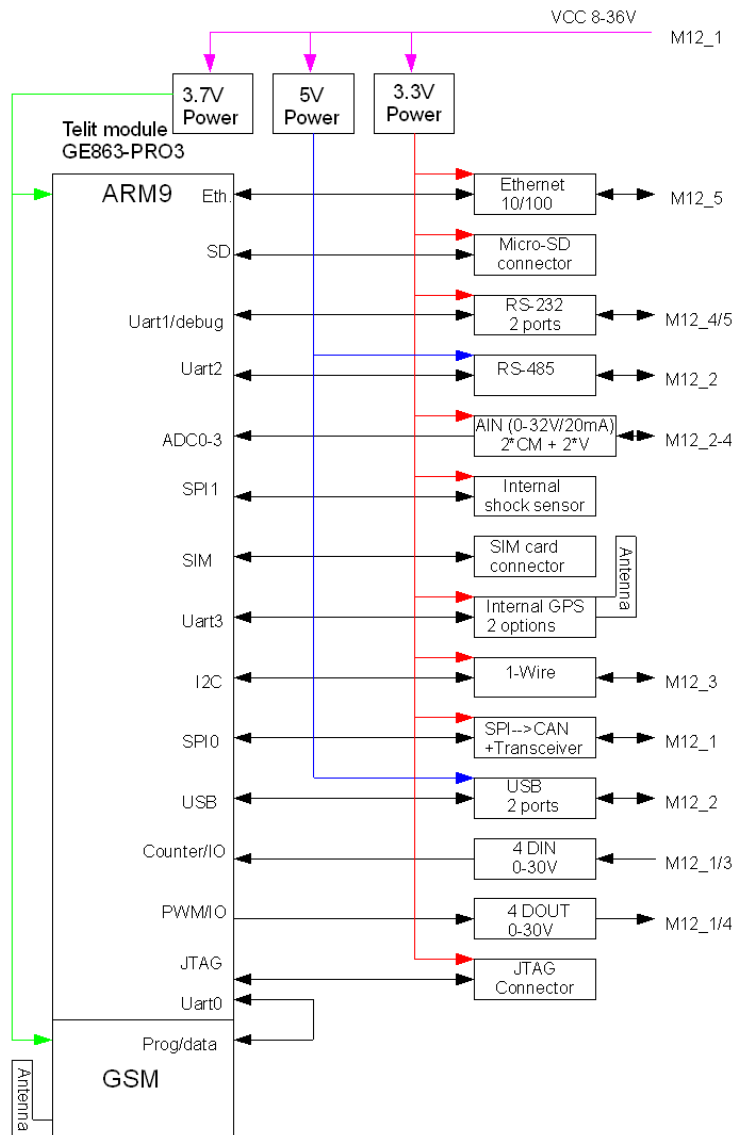 VCC 8-36V
M12_1
3.7V
Power
5V
Power
3.3V
Power
Telit module
GE863-PRO3
ARM9
Eth.
Ethernet
10/100
M12_5
SD
Micro-SD
connector
Uart1/debug
RS-232
2 ports
M12_4/5
Uart2
RS-485
M12_2
ADC0-3
AIN (0-32V/20mA)
2*CM + 2*V
M12_2-4
SPI1
Internal
shock sensor
SIM
SIM card
connector
Antenna
Uart3
Internal GPS
2 options
I2C
1-Wire
M12_3
SPI0
SPI-->CAN
+Transceiver
M12_1
USB
USB
2 ports
M12_2
Counter/IO
4 DIN
0-30V
M12_1/3
PWM/IO
4 DOUT
0-30V
M12_1/4
JTAG
JTAG
Connector
Uart0
Prog/data
GSM
Antenna